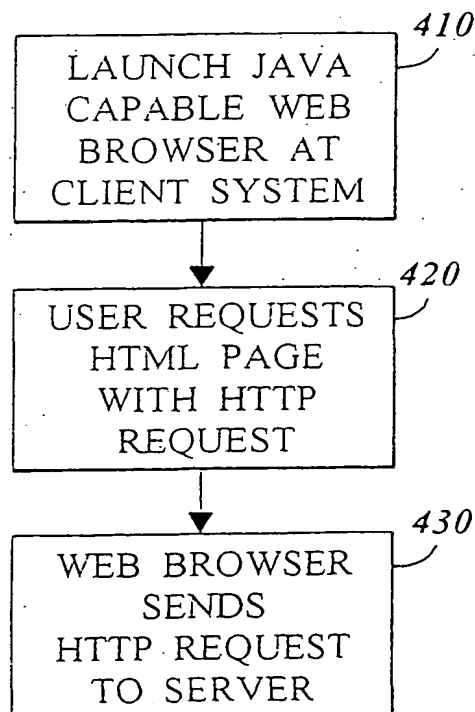 410
LAUNCH JAVA
CAPABLE WEB
BROWSER AT
CLIENT SYSTEM
420
USER REQUESTS
HTML PAGE
WITH HTTP
REQUEST
430
WEB BROWSER
SENDS
HTTP REQUEST
TO SERVER